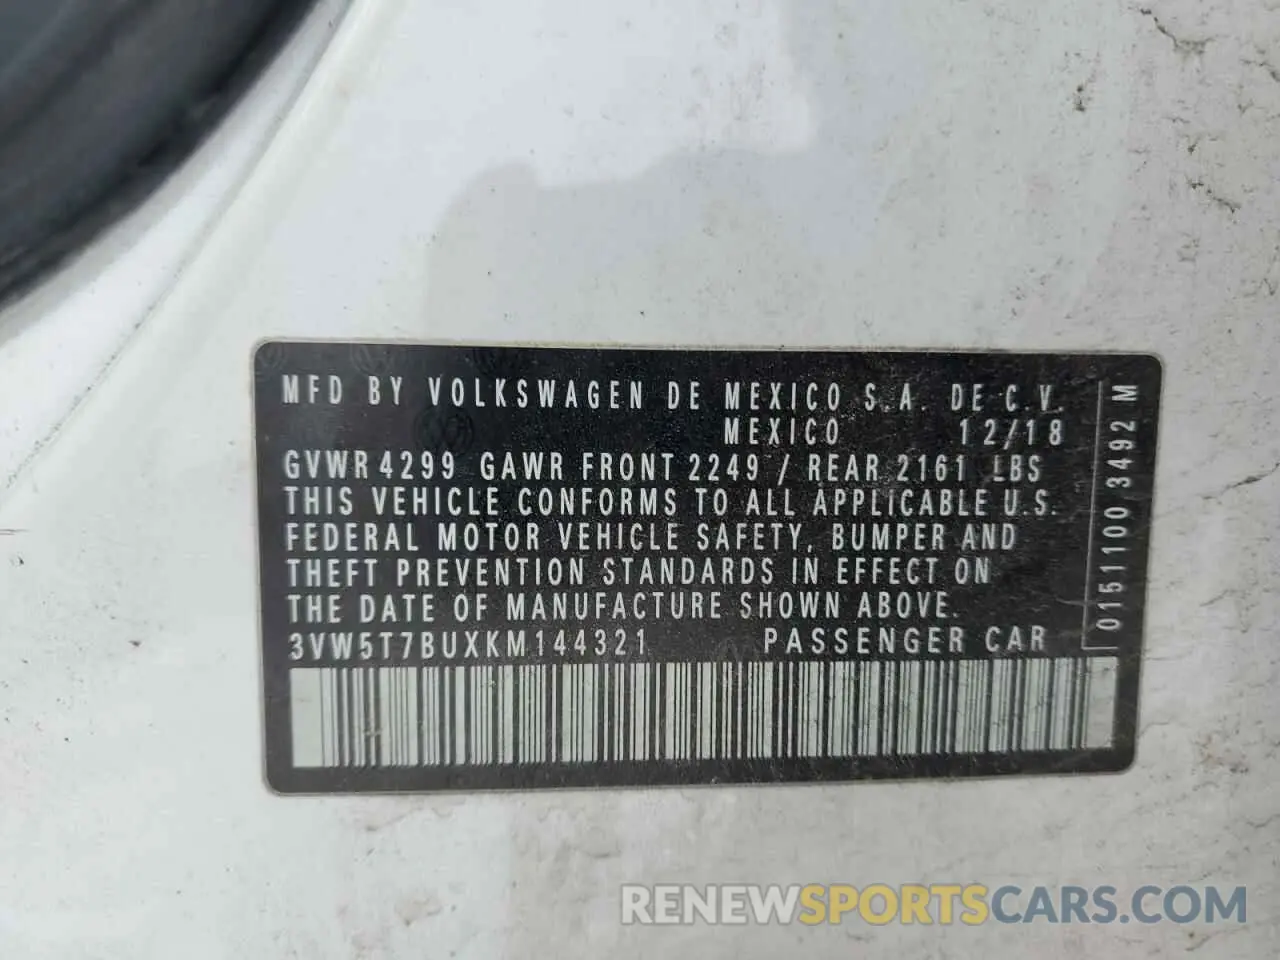 MFD BY VOLKSWAGEN DE MEXICO S.A. DE C.V.
MEXICO 12/18
GVWR 4299 GAWR FRONT 2249 / REAR 2161 LBS
THIS VEHICLE CONFORMS TO ALL APPLICABLE U.S.
FEDERAL MOTOR VEHICLE SAFETY, BUMPER AND
THEFT PREVENTION STANDARDS IN EFFECT ON
THE DATE OF MANUFACTURE SHOWN ABOVE.
3VW5T7BUXKM144321 PASSENGER CAR
0151100 3492 M
RENEWSPORTSCARS.COM